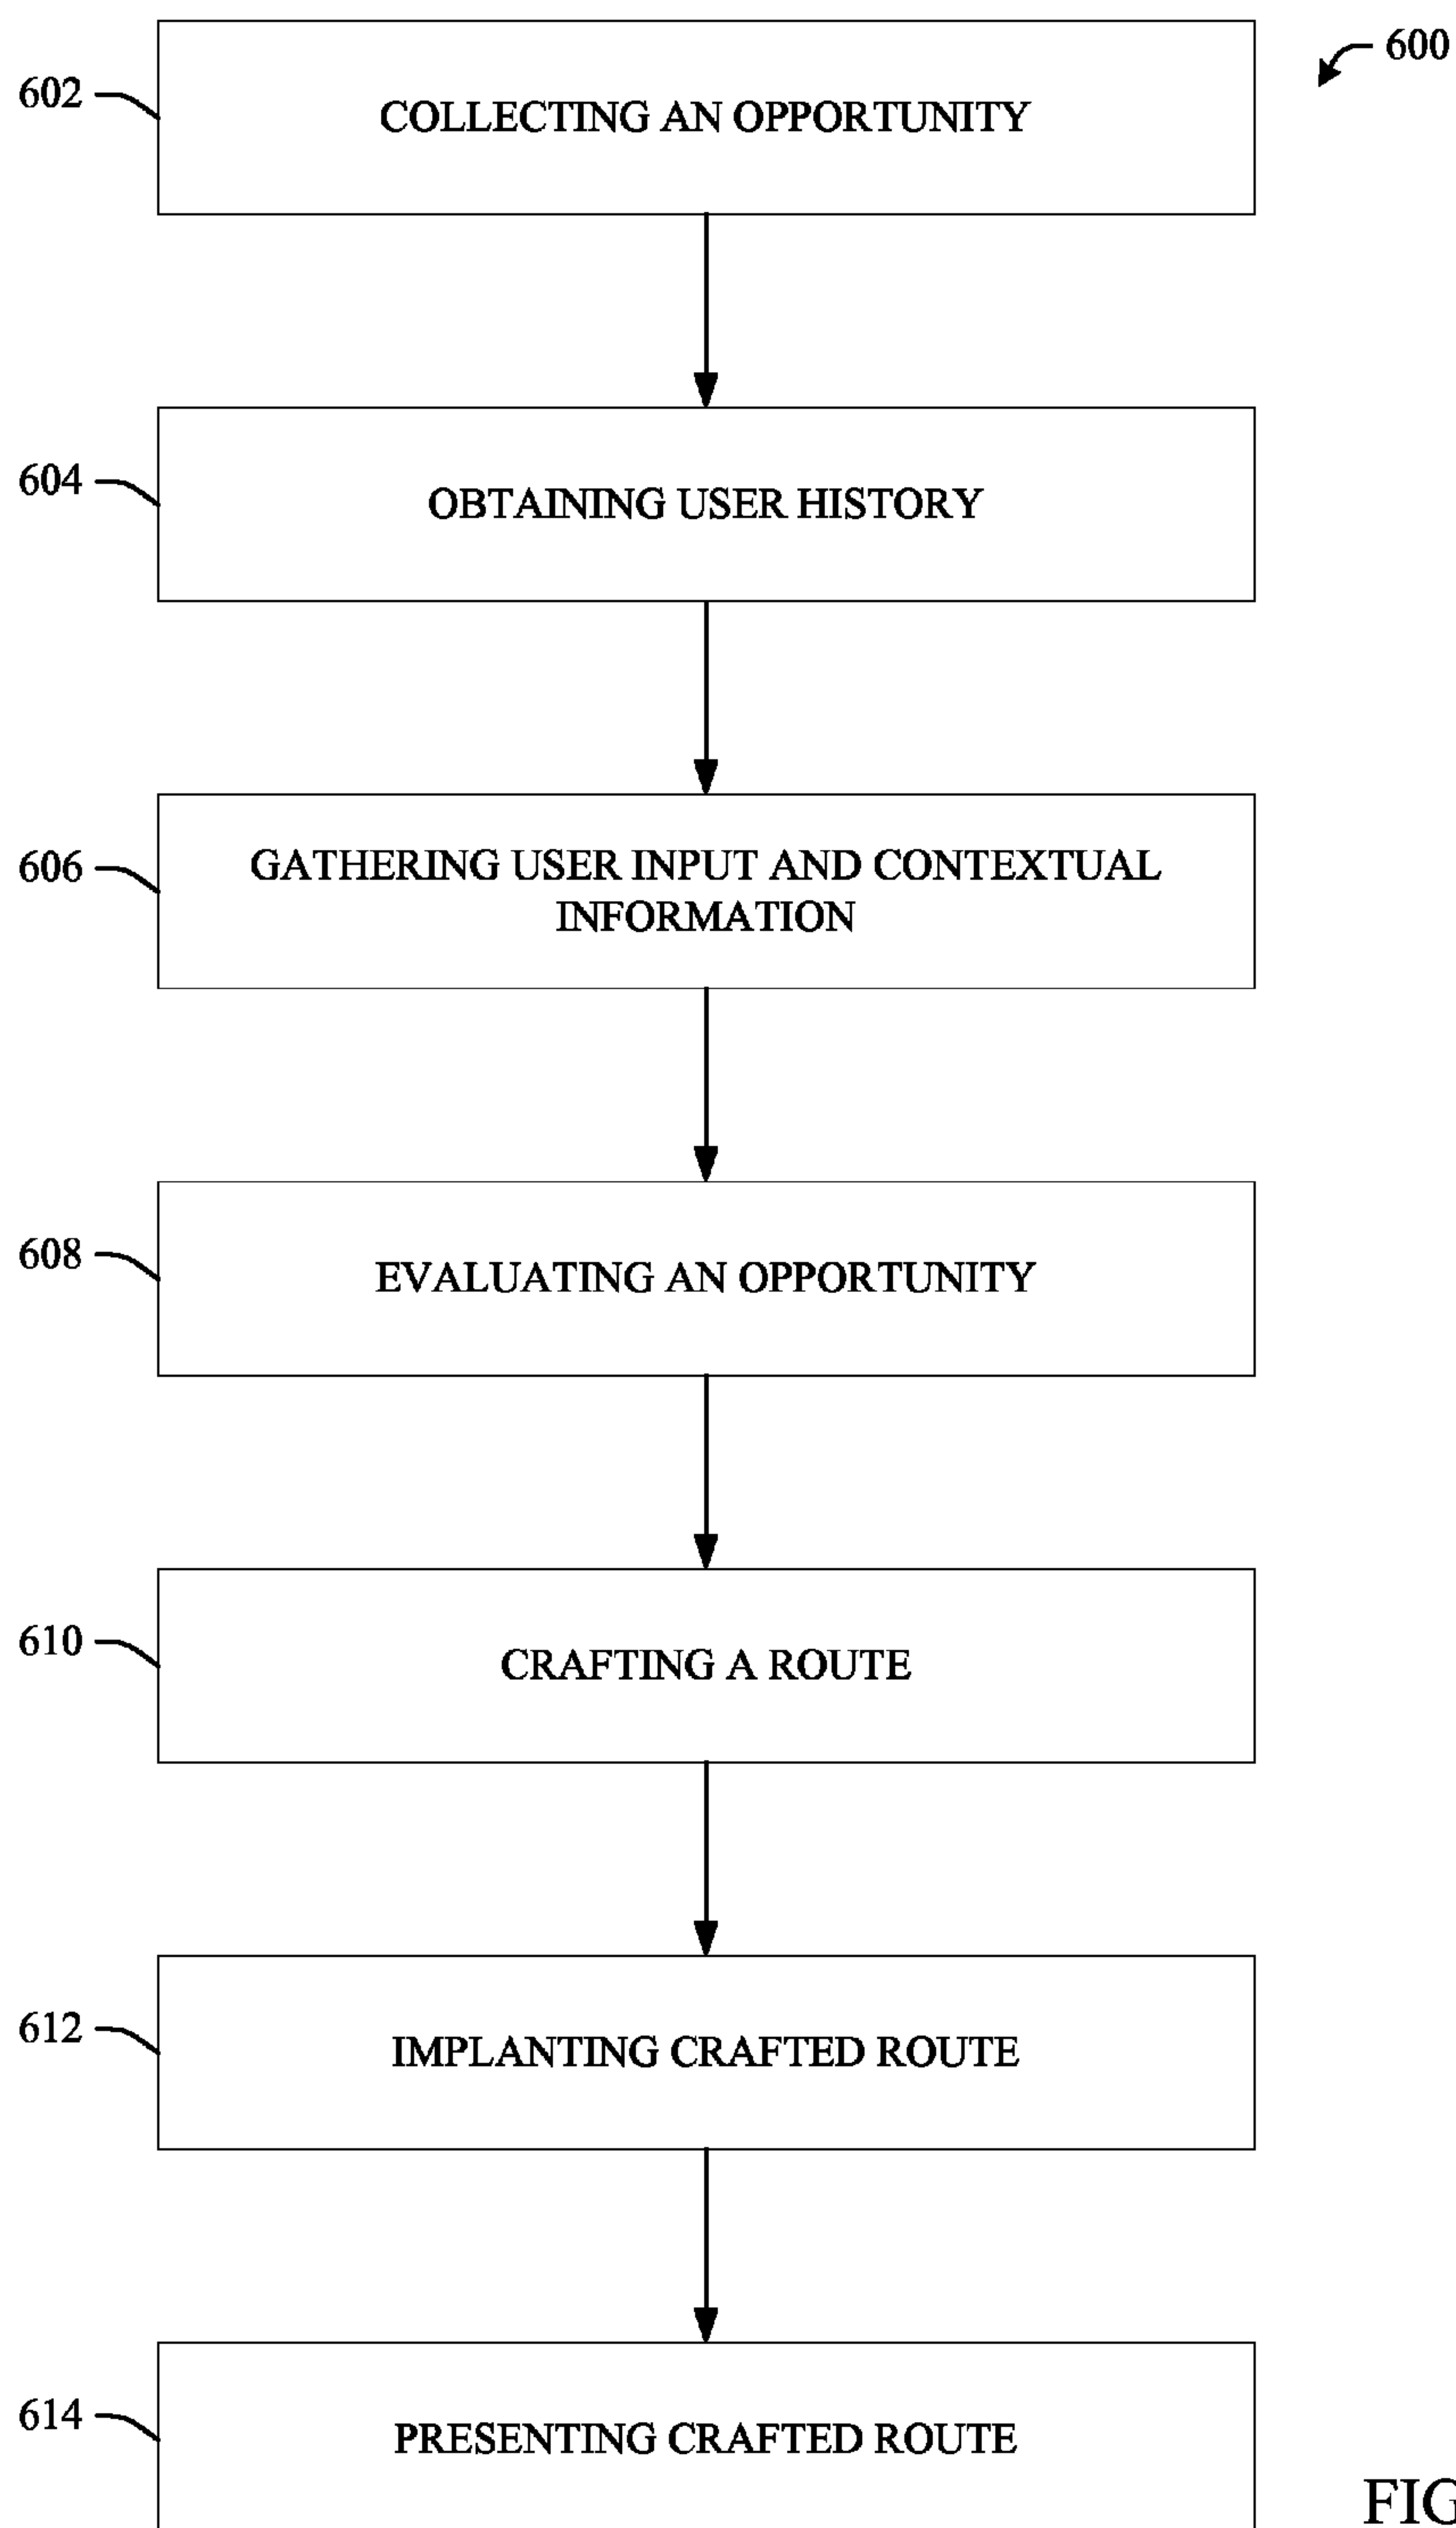 600
602
COLLECTING AN OPPORTUNITY
604
OBTAINING USER HISTORY
606
GATHERING USER INPUT AND CONTEXTUAL
INFORMATION
608
EVALUATING AN OPPORTUNITY
610
CRAFTING A ROUTE
612
IMPLANTING CRAFTED ROUTE
614
PRESENTING CRAFTED ROUTE
FIG